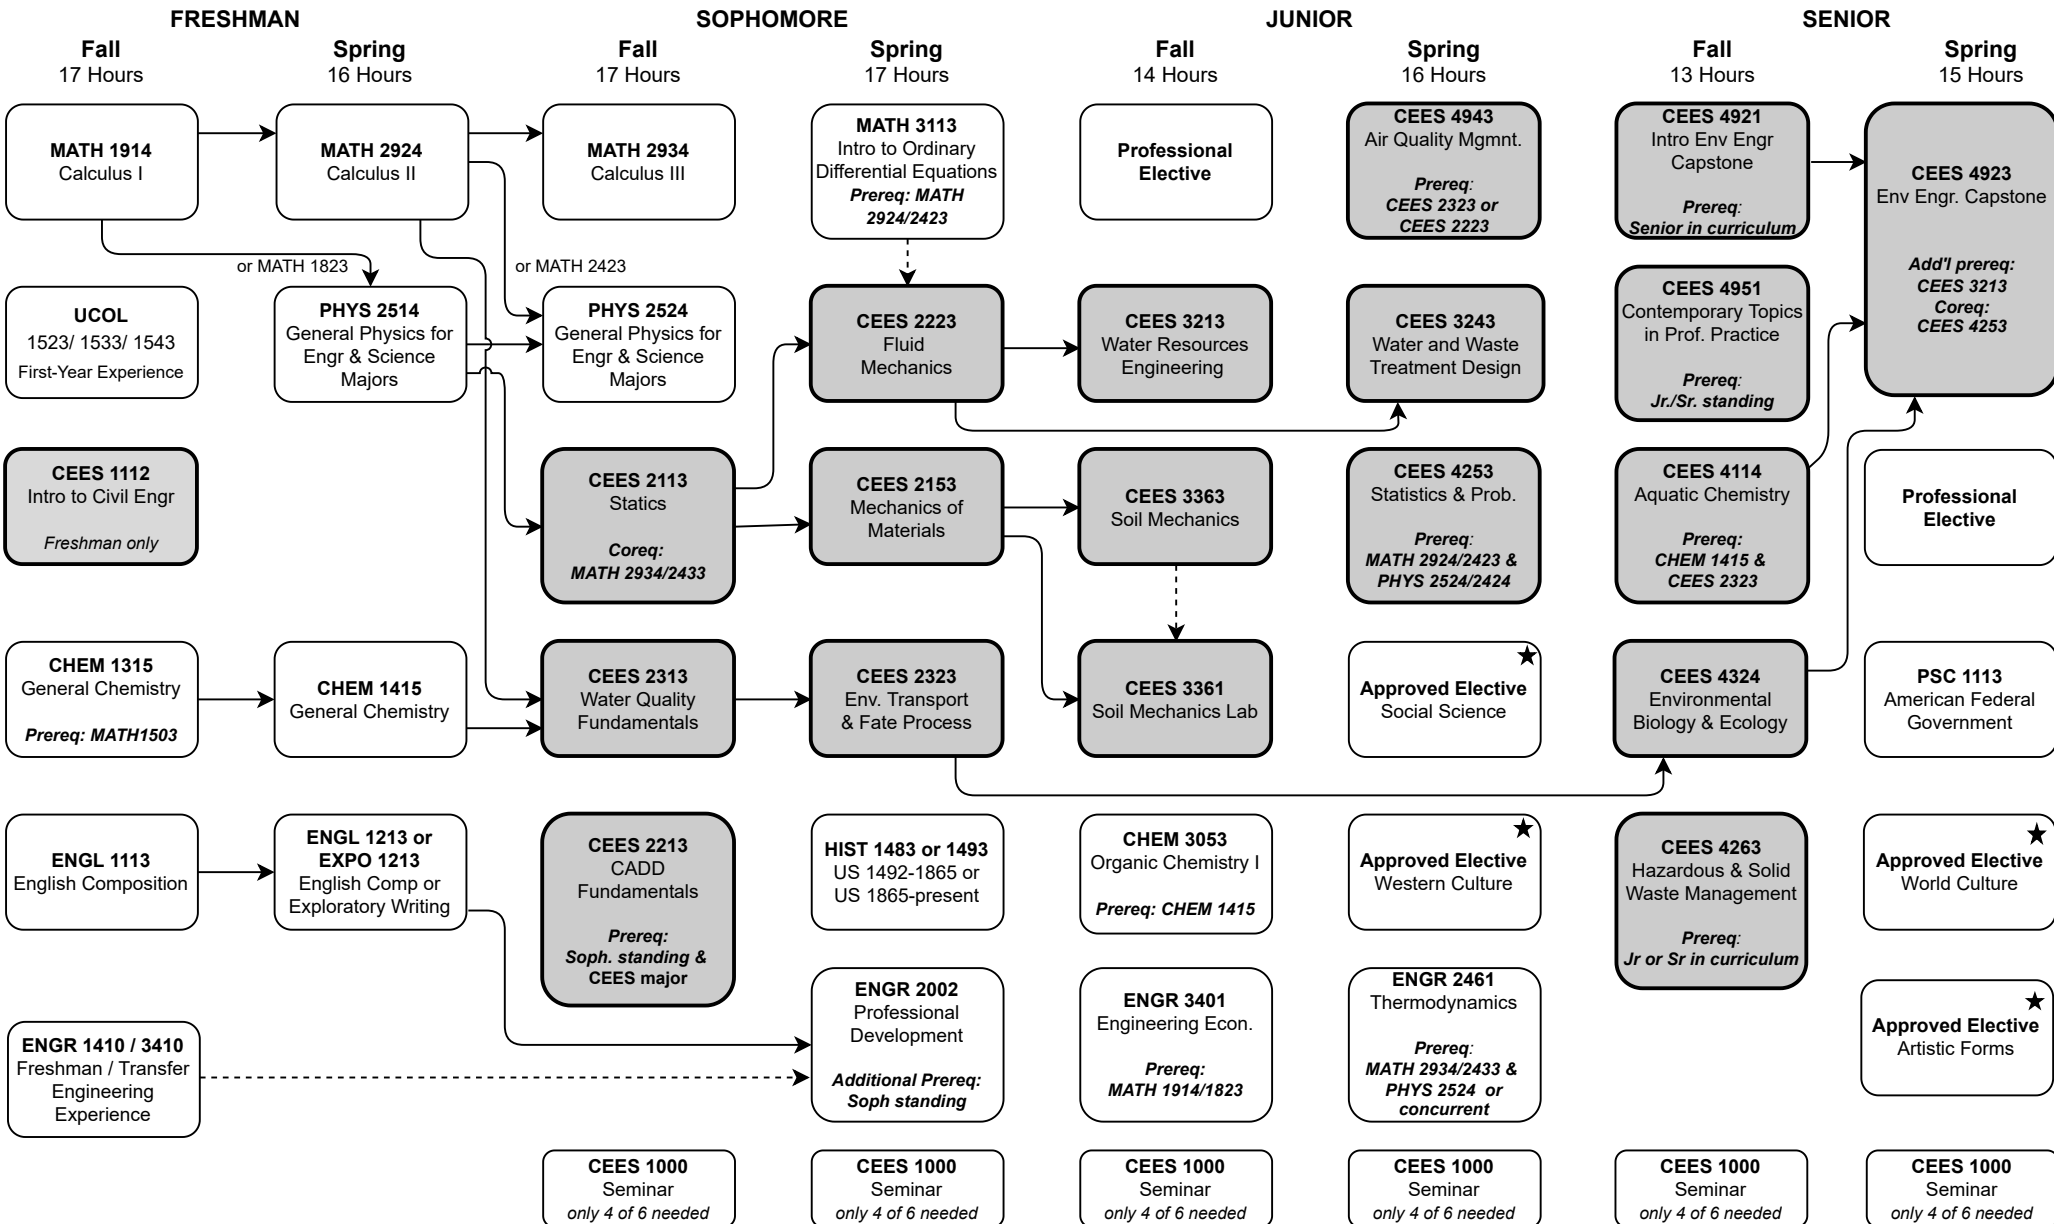 FRESHMAN
SOPHOMORE
JUNIOR
SENIOR
Fall
17 Hours
Spring
16 Hours
Fall
17 Hours
Spring
17 Hours
Fall
14 Hours
Spring
16 Hours
Fall
13 Hours
Spring
15 Hours
MATH 1914
Calculus I
MATH 2924
Calculus II
MATH 2934
Calculus III
MATH 3113
Intro to Ordinary
Differential Equations
Prereq: MATH
2924/2423
Professional
Elective
CEES 4943
Air Quality Mgmnt.
Prereq:
CEES 2323 or
CEES 2223
CEES 4921
Intro Env Engr
Capstone
Prereq:
Senior in curriculum
CEES 4923
Env Engr. Capstone
Add'l prereq:
CEES 3213
Coreq:
CEES 4253
or MATH 1823
or MATH 2423
UCOL
1523/ 1533/ 1543
First-Year Experience
PHYS 2514
General Physics for
Engr & Science
Majors
PHYS 2524
General Physics for
Engr & Science
Majors
CEES 2223
Fluid
Mechanics
CEES 3213
Water Resources
Engineering
CEES 3243
Water and Waste
Treatment Design
CEES 4951
Contemporary Topics
in Prof. Practice
Prereq:
Jr./Sr. standing
CEES 1112
Intro to Civil Engr
Freshman only
CEES 2113
Statics
Coreq:
MATH 2934/2433
CEES 2153
Mechanics of
Materials
CEES 3363
Soil Mechanics
CEES 4253
Statistics & Prob.
Prereq:
MATH 2924/2423 &
PHYS 2524/2424
CEES 4114
Aquatic Chemistry
Prereq:
CHEM 1415 &
CEES 2323
Professional
Elective
CHEM 1315
General Chemistry
Prereq: MATH1503
CHEM 1415
General Chemistry
CEES 2313
Water Quality
Fundamentals
CEES 2323
Env. Transport
& Fate Process
CEES 3361
Soil Mechanics Lab
Approved Elective
Social Science
CEES 4324
Environmental
Biology & Ecology
PSC 1113
American Federal
Government
ENGL 1113
English Composition
ENGL 1213 or
EXPO 1213
English Comp or
Exploratory Writing
CEES 2213
CADD
Fundamentals
Prereq:
Soph. standing &
CEES major
HIST 1483 or 1493
US 1492-1865 or
US 1865-present
CHEM 3053
Organic Chemistry I
Prereq: CHEM 1415
Approved Elective
Western Culture
CEES 4263
Hazardous & Solid
Waste Management
Prereq:
Jr or Sr in curriculum
Approved Elective
World Culture
ENGR 1410 / 3410
Freshman / Transfer
Engineering
Experience
ENGR 2002
Professional
Development
Additional Prereq:
Soph standing
ENGR 3401
Engineering Econ.
Prereq:
MATH 1914/1823
ENGR 2461
Thermodynamics
Prereq:
MATH 2934/2433 &
PHYS 2524 or
concurrent
Approved Elective
Artistic Forms
CEES 1000
Seminar
only 4 of 6 needed
CEES 1000
Seminar
only 4 of 6 needed
CEES 1000
Seminar
only 4 of 6 needed
CEES 1000
Seminar
only 4 of 6 needed
CEES 1000
Seminar
only 4 of 6 needed
CEES 1000
Seminar
only 4 of 6 needed